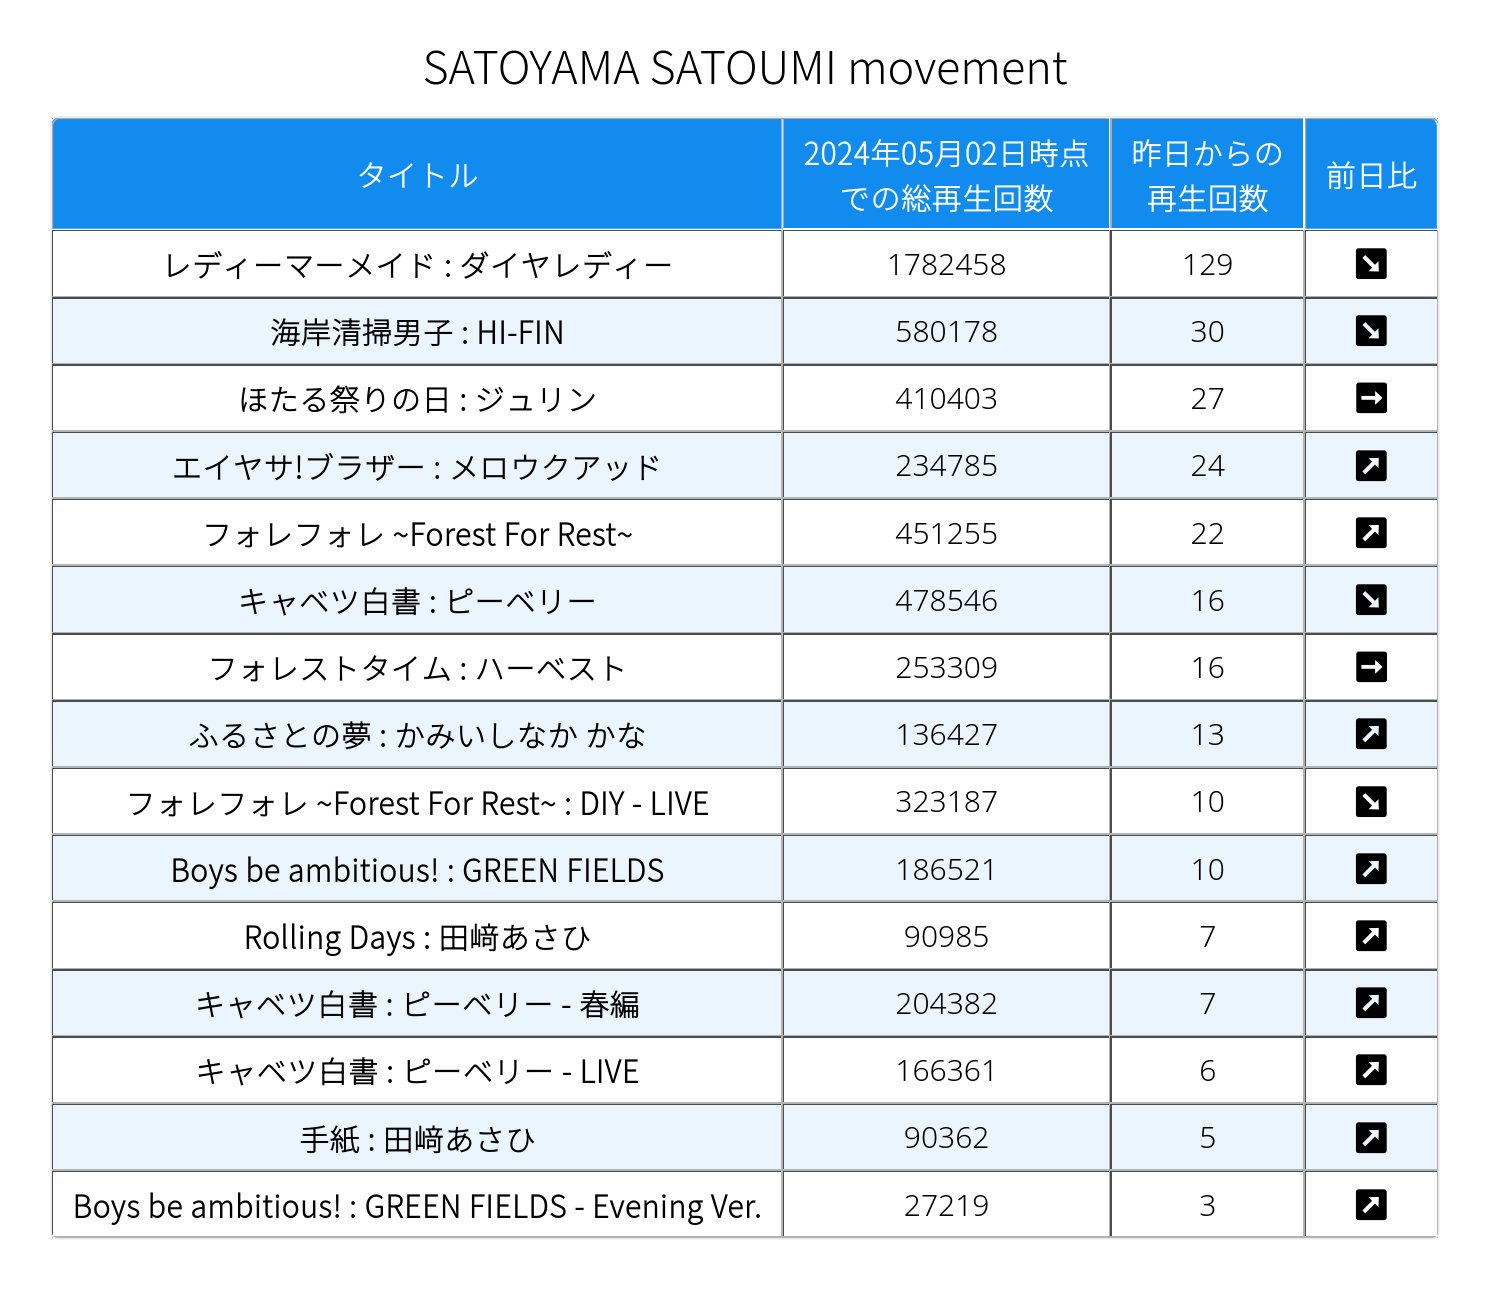 SATOYAMA SATOUMI movement
タイトル 2024年05月02日時点での総再生回数 昨日からの再生回数 前日比
レディーマーメイド : ダイヤレディー 1782458 129 ↘
海岸清掃男子 : HI-FIN 580178 30 ↘
ほたる祭りの日 : ジュリン 410403 27 →
エイヤサ!ブラザー : メロウクアッド 234785 24 ↗
フォレフォレ ~Forest For Rest~ 451255 22 ↗
キャベツ白書 : ピーベリー 478546 16 ↘
フォレストタイム : ハーベスト 253309 16 →
ふるさとの夢 : かみいしなか かな 136427 13 ↗
フォレフォレ ~Forest For Rest~ : DIY - LIVE 323187 10 ↘
Boys be ambitious! : GREEN FIELDS 186521 10 ↗
Rolling Days : 田﨑あさひ 90985 7 ↗
キャベツ白書 : ピーベリー - 春編 204382 7 ↗
キャベツ白書 : ピーベリー - LIVE 166361 6 ↗
手紙 : 田﨑あさひ 90362 5 ↗
Boys be ambitious! : GREEN FIELDS - Evening Ver. 27219 3 ↗